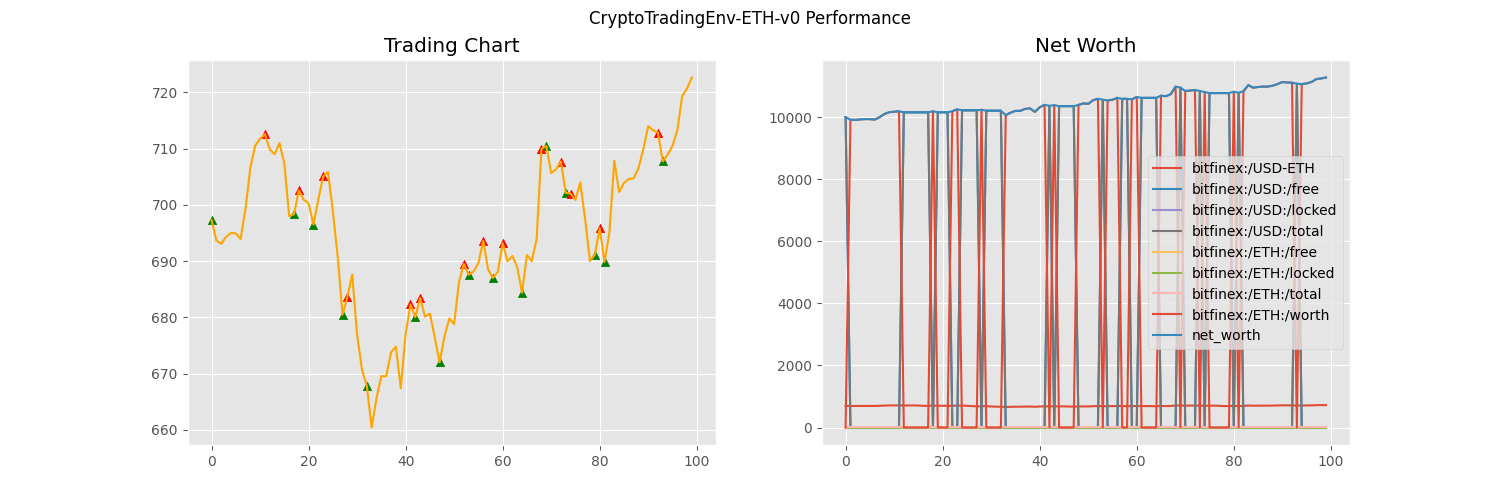 CryptoTradingEnv-ETH-v0 Performance
Trading Chart
720
710
700
690
680
670
660
0
20
40
60
80
100
Net Worth
10000
8000
6000
4000
2000
0
0
20
40
60
80
100
bitfinex:/USD-ETH
bitfinex:/USD:/free
bitfinex:/USD:/locked
bitfinex:/USD:/total
bitfinex:/ETH:/free
bitfinex:/ETH:/locked
bitfinex:/ETH:/total
bitfinex:/ETH:/worth
net_worth